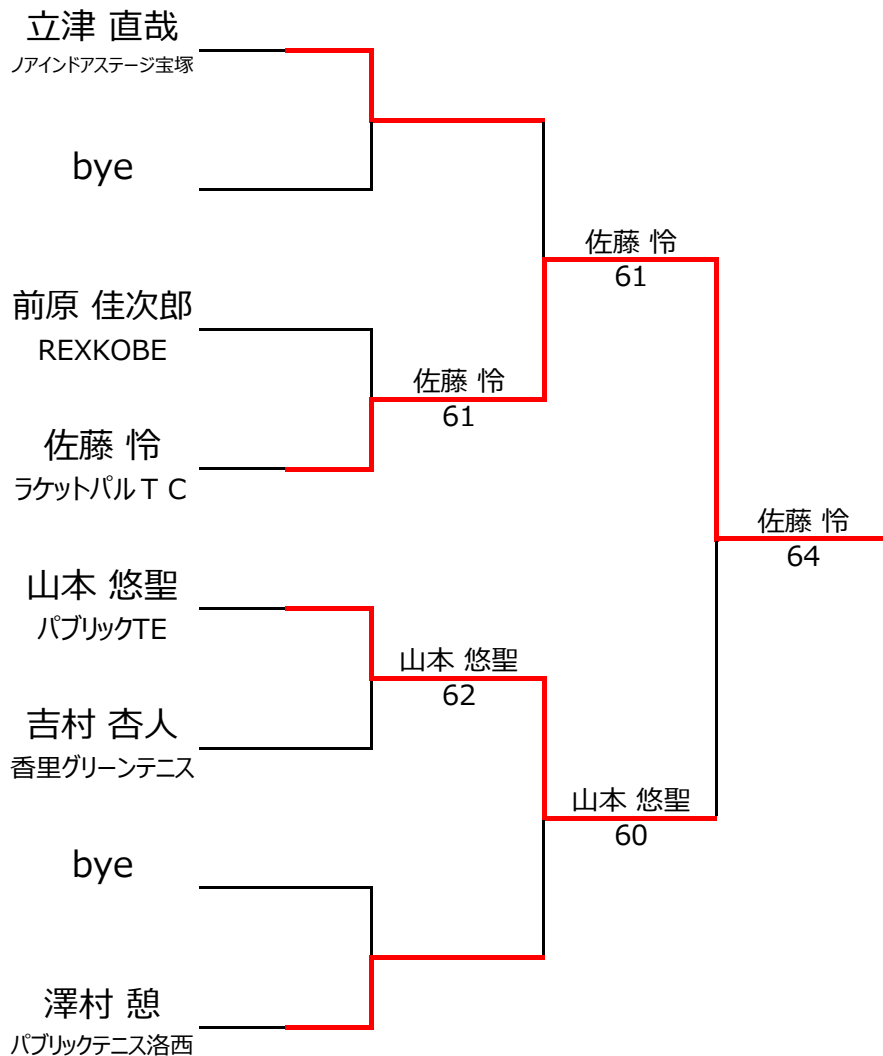 立津 直哉
ノアインドアステージ宝塚
bye
前原 佳次郎
REXKOBE
佐藤 怜
ラケットパルＴＣ
山本 悠聖
パブリックTE
吉村 杏人
香里グリーンテニス
bye
澤村 憩
パブリックテニス洛西
佐藤 怜
61
山本 悠聖
62
佐藤 怜
61
山本 悠聖
60
佐藤 怜
64